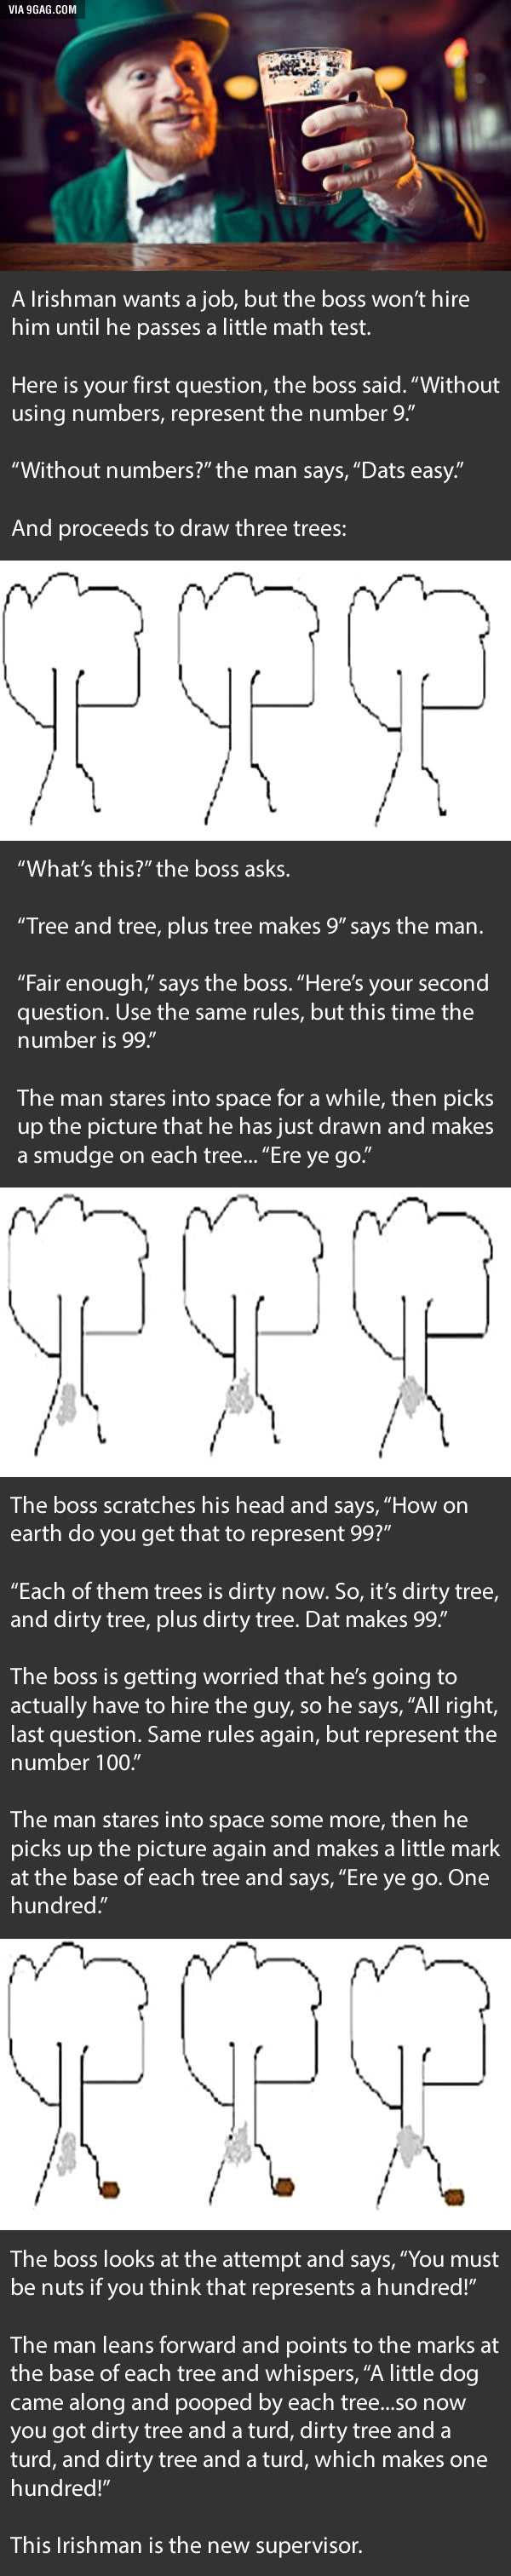 VIA 9GAG.COM
A Irishman wants a job, but the boss won't hire
him until he passes a little math test.
Here is your first question, the boss said. “Without
using numbers, represent the number 9.”
“Without numbers?” the man says, “Dats easy.”
And proceeds to draw three trees:
“What's this?” the boss asks.
“Tree and tree, plus tree makes 9” says the man.
“Fair enough,” says the boss. “Here's your second
question. Use the same rules, but this time the
number is 99.”
The man stares into space for a while, then picks
up the picture that he has just drawn and makes
a smudge on each tree... “Ere ye go.”
The boss scratches his head and says, “How on
earth do you get that to represent 99?”
“Each of them trees is dirty now. So, it's dirty tree,
and dirty tree, plus dirty tree. Dat makes 99.”
The boss is getting worried that he's going to
actually have to hire the guy, so he says, “All right,
last question. Same rules again, but represent the
number 100.”
The man stares into space some more, then he
picks up the picture again and makes a little mark
at the base of each tree and says, “Ere ye go. One
hundred.”
The boss looks at the attempt and says, “You must
be nuts if you think that represents a hundred!”
The man leans forward and points to the marks at
the base of each tree and whispers, “A little dog
came along and pooped by each tree...so now
you got dirty tree and a turd, dirty tree and a
turd, and dirty tree and a turd, which makes one
hundred!”
This Irishman is the new supervisor.